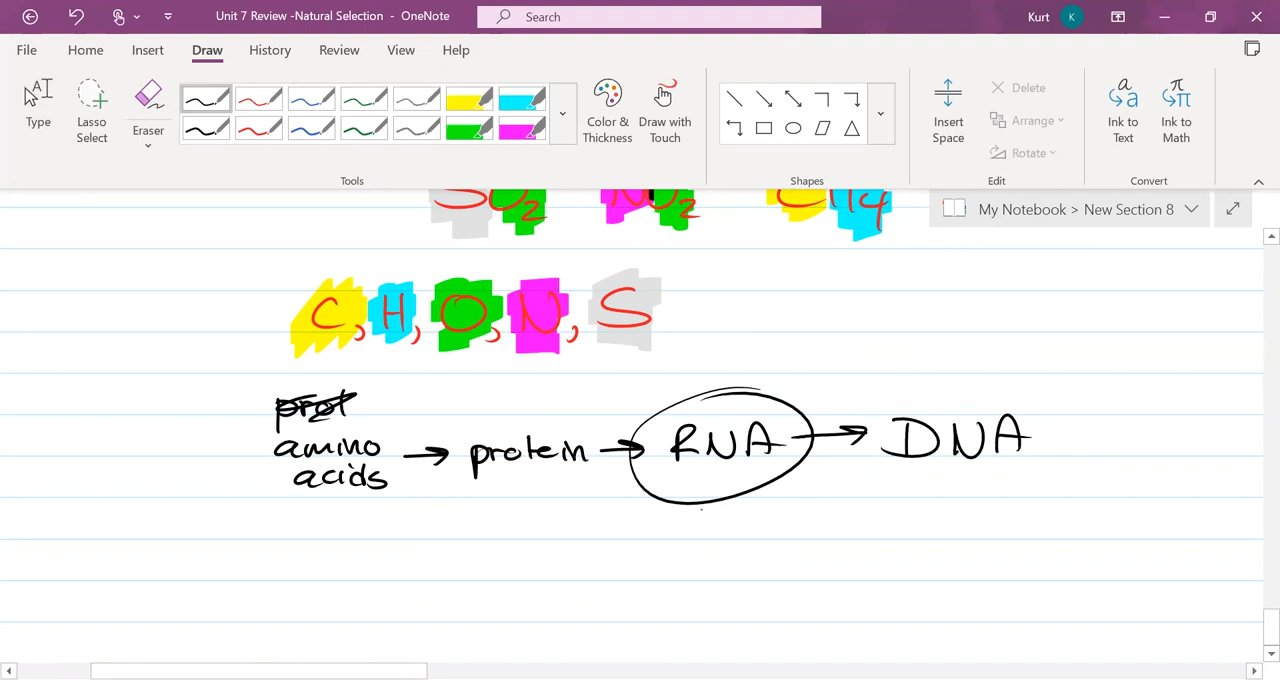 Unit 7 Review -Natural Selection - OneNote
Search
Kurt
K
File Home Insert Draw History Review View Help
Type
Lasso Select
Eraser
Color & Thickness
Draw with Touch
Insert Space
Delete
Arrange
Rotate
Ink to Text
Ink to Math
Tools
Shapes
Edit
Convert
SO2 NO2 CH4
My Notebook > New Section 8
C, H, O, N, S
prot
amino acids → protein → RNA → DNA